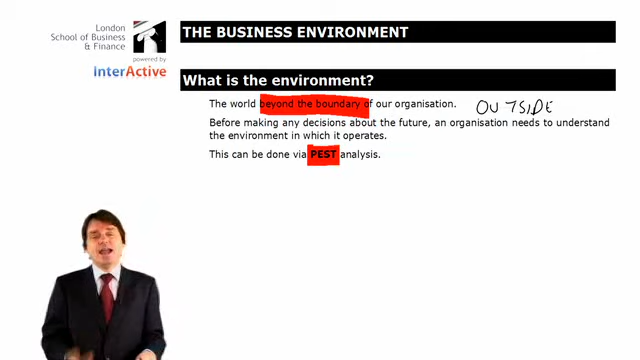 London
School of Business
& Finance
powered by
InterActive
THE BUSINESS ENVIRONMENT
What is the environment?
The world beyond the boundary of our organisation. OUTSIDE
Before making any decisions about the future, an organisation needs to understand
the environment in which it operates.
This can be done via PEST analysis.